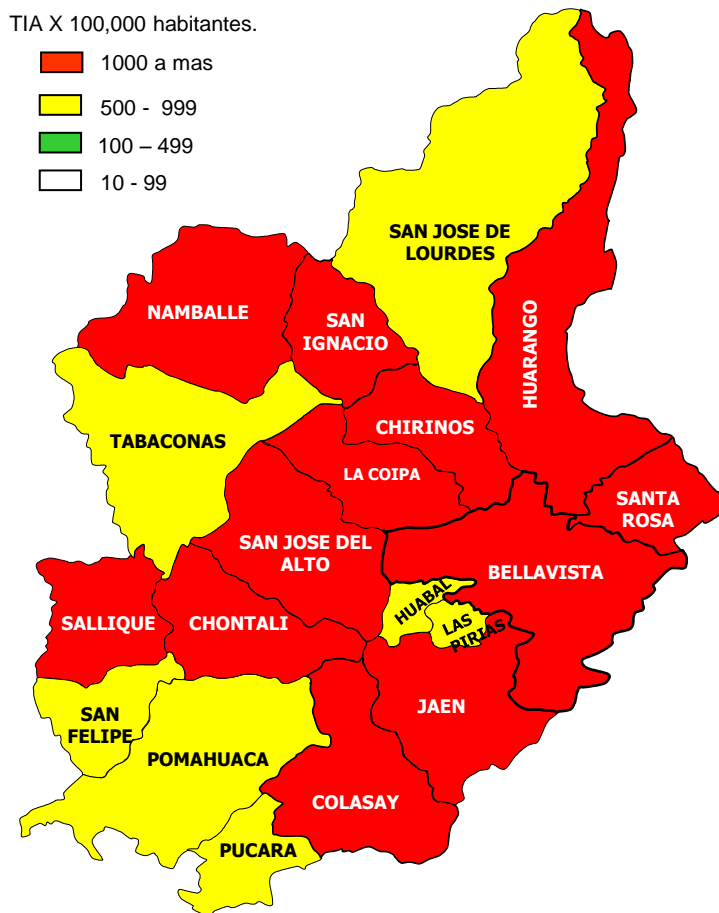 TIA X 100,000 habitantes.
1000 a mas
500 - 999
100 – 499
10 - 99
SAN JOSE DE
LOURDES
NAMBALLE
SAN
IGNACIO
HUARANGO
TABACONAS
CHIRINOS
LA COIPA
SANTA
ROSA
SAN JOSE DEL
ALTO
BELLAVISTA
HUABAL
LAS
PIRIAS
SALLIQUE
CHONTALI
JAEN
SAN
FELIPE
POMAHUACA
COLASAY
PUCARA